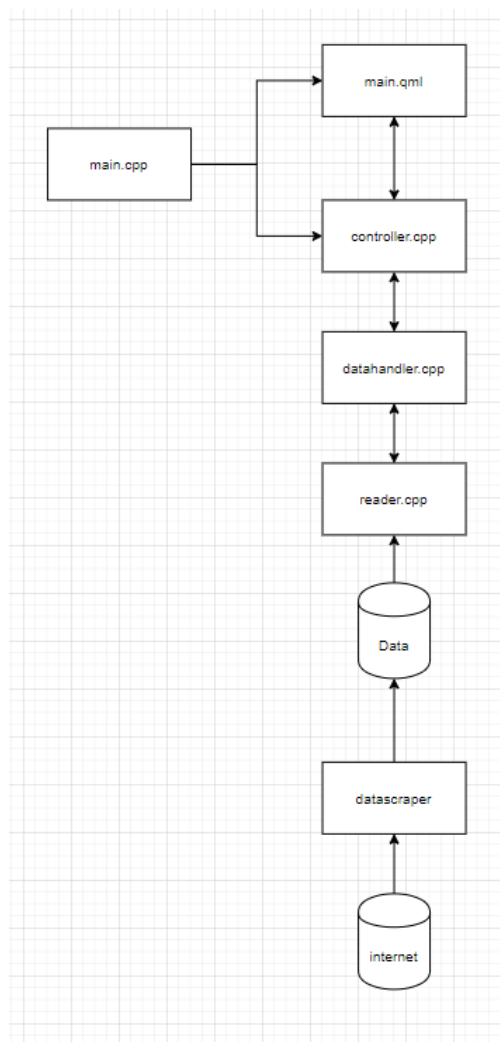 main.qml
main.cpp
controller.cpp
datahandler.cpp
reader.cpp
Data
datascraper
internet